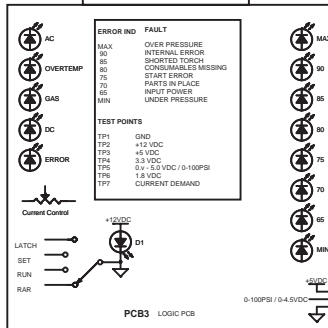 AC
OVERTEMP
GAS
DC
ERROR
Current Control
ERROR IND FAULT
MAX OVER PRESSURE
90 INTERNAL ERROR
85 SHORTED TORCH
80 CONSUMABLES MISSING
75 START ERROR
70 PARTS IN PLACE
65 INPUT POWER
MIN UNDER PRESSURE
TEST POINTS
TP1 GND
TP2 +12 VDC
TP3 +5 VDC
TP4 3.3 VDC
TP5 0.v - 5.0 VDC / 0-100PSI
TP6 1.8 VDC
TP7 CURRENT DEMAND
MAX
90
85
80
75
70
65
MIN
+12VDC
D1
LATCH
SET
RUN
RAR
+5VDC
0-100PSI / 0-4.5VDC
PCB3 LOGIC PCB